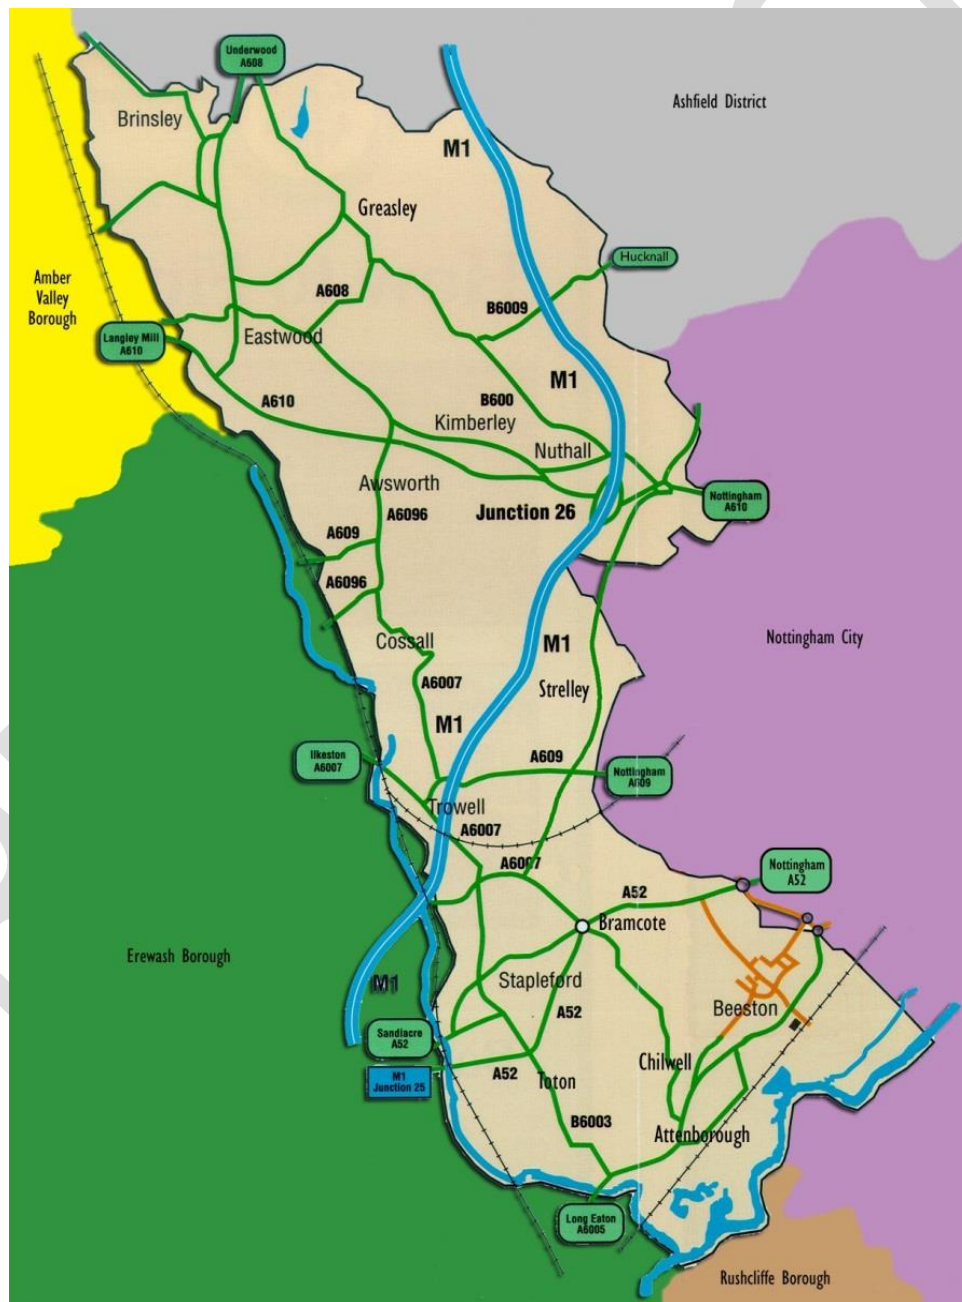 Underwood
A608
Ashfield District
Brinsley
M1
Greasley
Hucknall
Amber
Valley
Borough
A608
B6009
Langley Mill
A610
Eastwood
M1
A610
B600
Kimberley
Nuthall
Awsworth
Nottingham
A610
A6096
Junction 26
A609
A6096
Nottingham City
Cossall
M1
A6007
Strelley
M1
Ilkeston
A6007
A609
Nottingham
A609
Trowell
A6007
A6007
Nottingham
A52
A52
Bramcote
Erewash Borough
Stapleford
M1
Beeston
A52
Sandiacre
A52
Chilwell
M1
Junction 25
A52
Toton
B6003
Attenborough
Long Eaton
A6005
Rushcliffe Borough